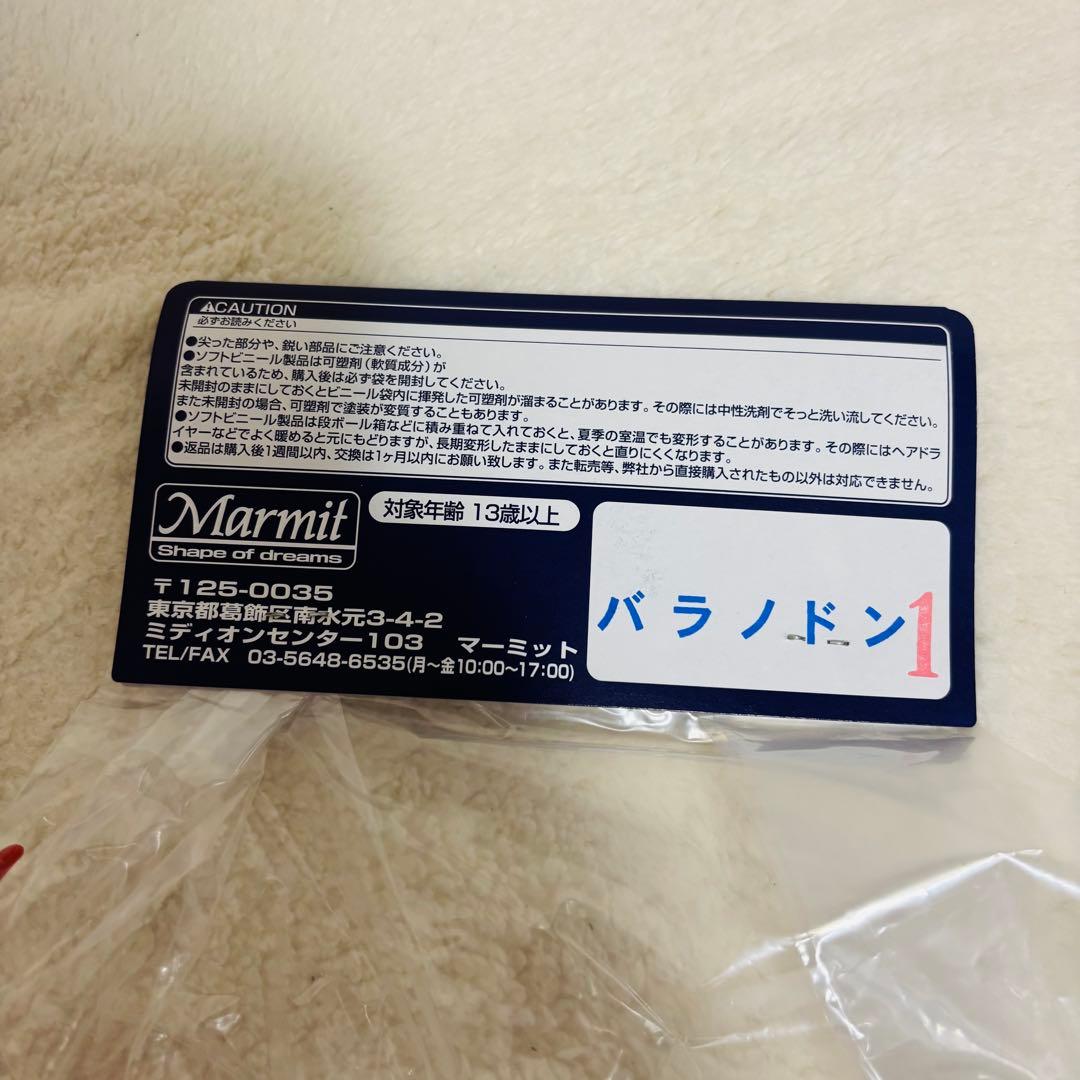 ⚠CAUTION
必ずお読みください
●尖った部分や、鋭い部品にご注意ください。
●ソフトビニール製品は可塑剤(軟質成分)が
含まれているため、購入後は必ず袋を開封してください。
未開封のままにしておくとビニール袋内に揮発した可塑剤が溜まることがあります。その際には中性洗剤でそっと洗い流してください。
また未開封の場合、可塑剤で塗装が変質することもあります。
●ソフトビニール製品は段ボール箱などに積み重ねて入れておくと、夏季の室温でも変形することがあります。その際にはヘアドラ
イヤーなどでよく暖めると元にもどりますが、長期変形したままにしておくと直りにくくなります。
●返品は購入後1週間以内、交換は1ヶ月以内にお願い致します。また転売等、弊社から直接購入されたもの以外は対応できません。
Marmit
Shape of dreams
対象年齢 13歳以上
〒125-0035
東京都葛飾区南水元3-4-2
ミディオンセンター103 マーミット
TEL/FAX 03-5648-6535(月〜金10:00〜17:00)
バラノドン1